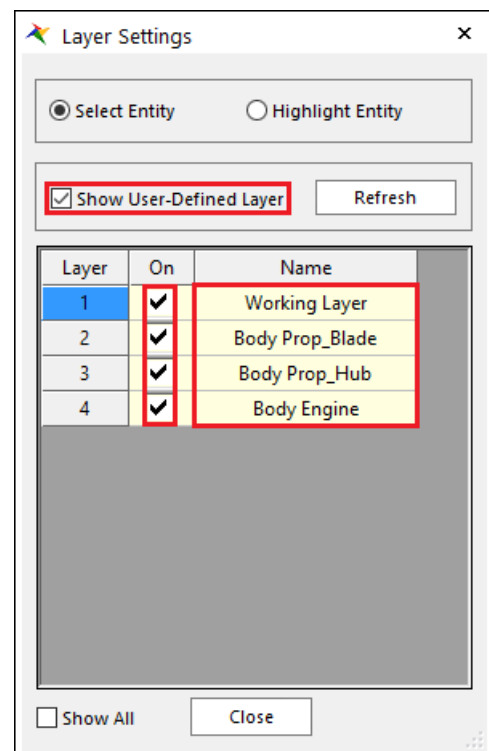 Layer Settings
Select Entity Highlight Entity
Show User-Defined Layer Refresh
Layer On Name
1 Working Layer
2 Body Prop_Blade
3 Body Prop_Hub
4 Body Engine
Show All Close